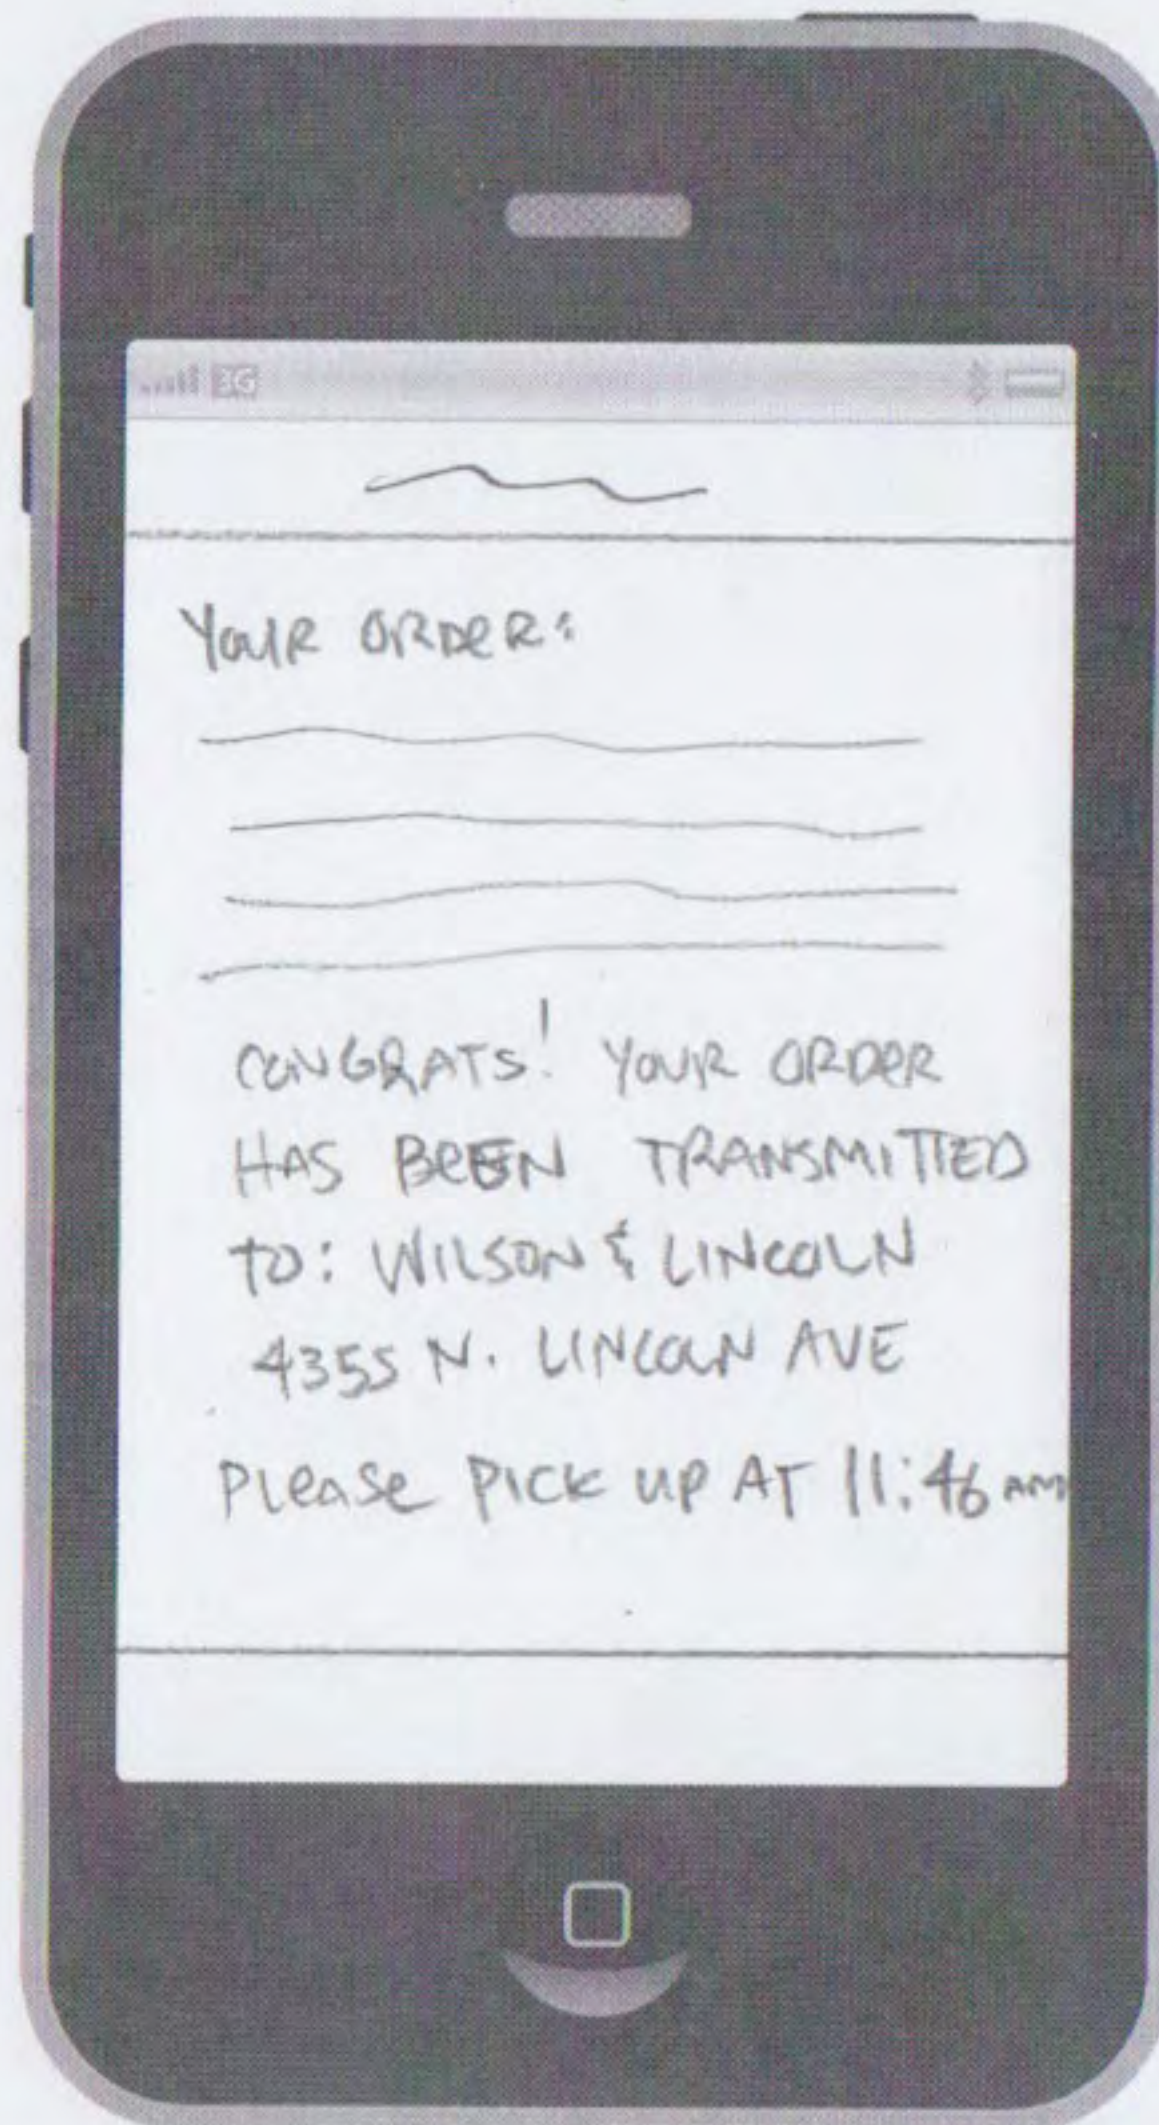 3G
YOUR ORDER:
CONGRATS! YOUR ORDER
HAS BEEN TRANSMITTED
TO: WILSON & LINCOLN
4355 N. LINCOLN AVE
PLEASE PICK UP AT 11:46 AM